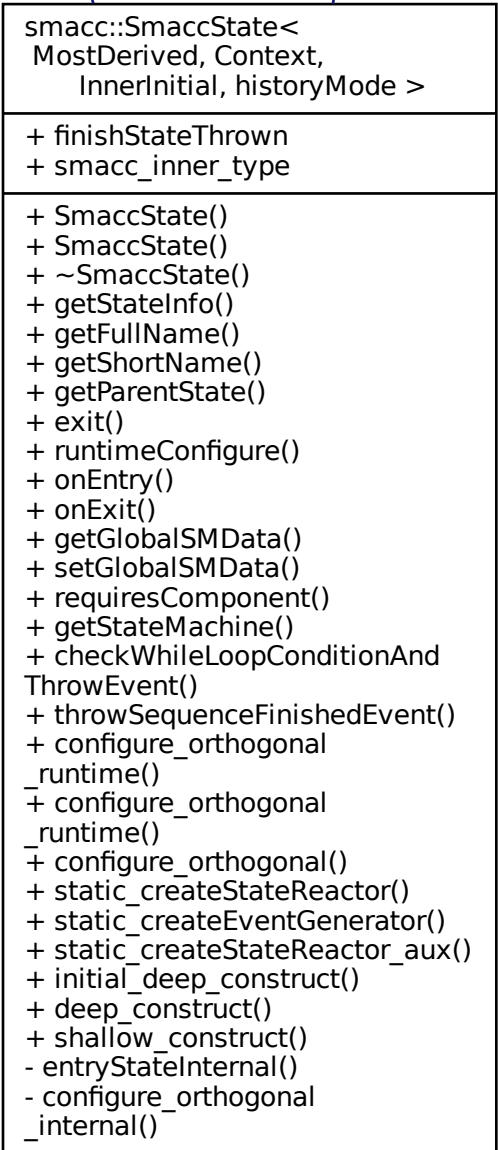 smacc::SmaccState<
MostDerived, Context,
InnerInitial, historyMode >
+ finishStateThrown
+ smacc_inner_type
+ SmaccState()
+ SmaccState()
+ ~SmaccState()
+ getStateInfo()
+ getFullName()
+ getShortName()
+ getParentState()
+ exit()
+ runtimeConfigure()
+ onEntry()
+ onExit()
+ getGlobalSMData()
+ setGlobalSMData()
+ requiresComponent()
+ getStateMachine()
+ checkWhileLoopConditionAnd
ThrowEvent()
+ throwSequenceFinishedEvent()
+ configure_orthogonal
_runtime()
+ configure_orthogonal
_runtime()
+ configure_orthogonal()
+ static_createStateReactor()
+ static_createEventGenerator()
+ static_createStateReactor_aux()
+ initial_deep_construct()
+ deep_construct()
+ shallow_construct()
- entryStateInternal()
- configure_orthogonal
_internal()